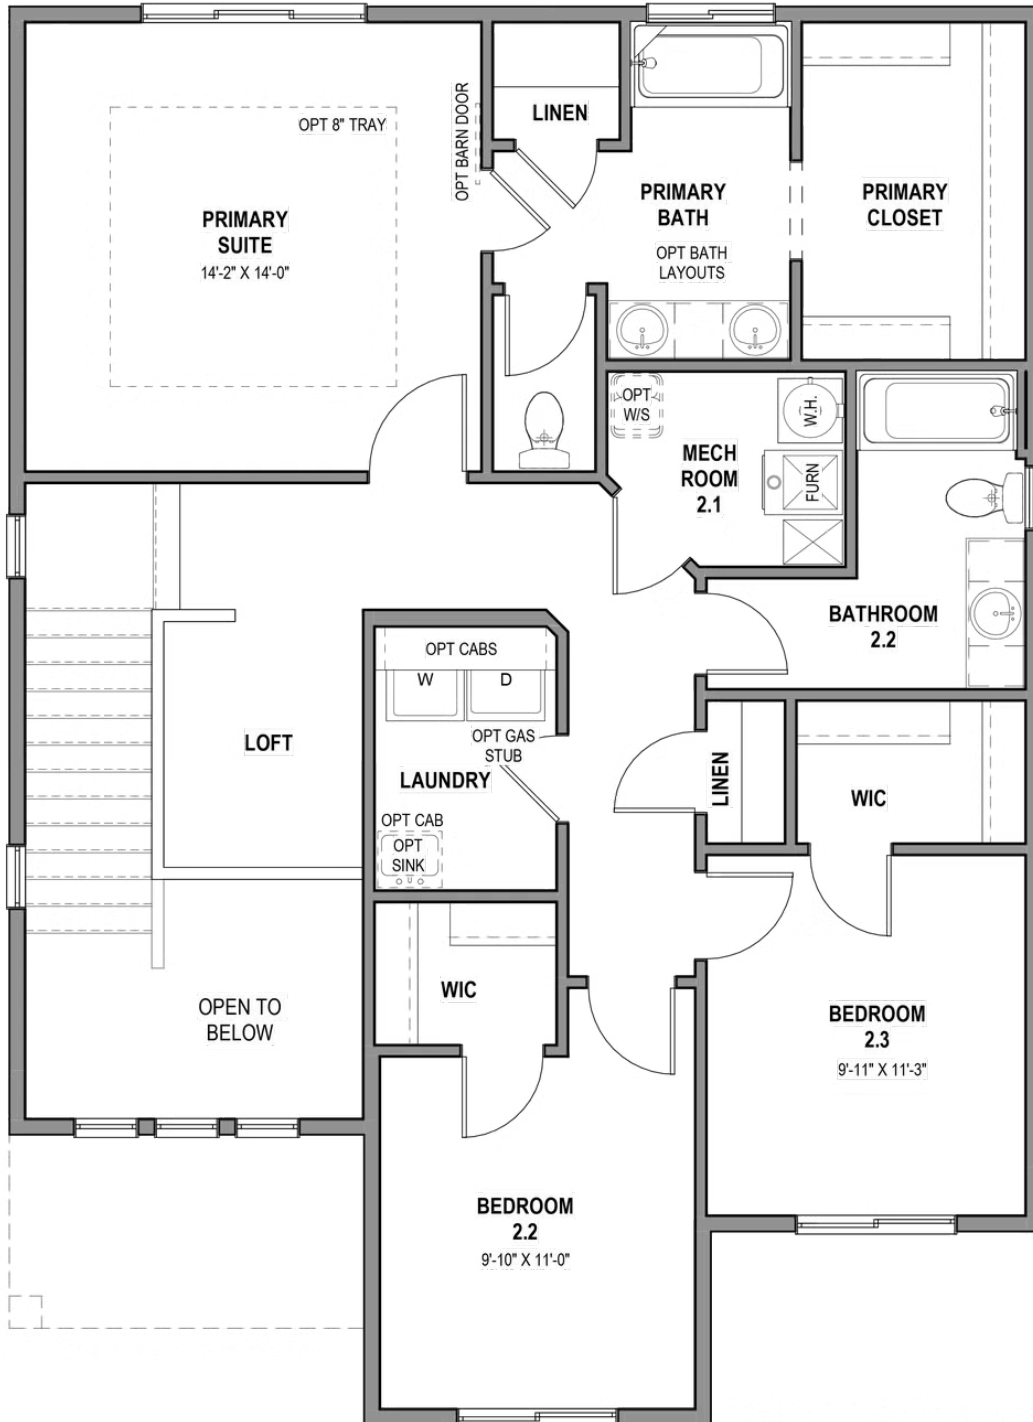 OPT 8" TRAY
OPT BARN DOOR
PRIMARY
SUITE
14'-2" X 14'-0"
LINEN
PRIMARY
BATH
OPT BATH
LAYOUTS
PRIMARY
CLOSET
OPT
W/S
MECH
ROOM
2.1
W.H.
FURN
BATHROOM
2.2
OPT CABS
W
D
OPT GAS
STUB
LAUNDRY
OPT CAB
OPT
SINK
LOFT
LINEN
WIC
WIC
OPEN TO
BELOW
BEDROOM
2.3
9'-11" X 11'-3"
BEDROOM
2.2
9'-10" X 11'-0"